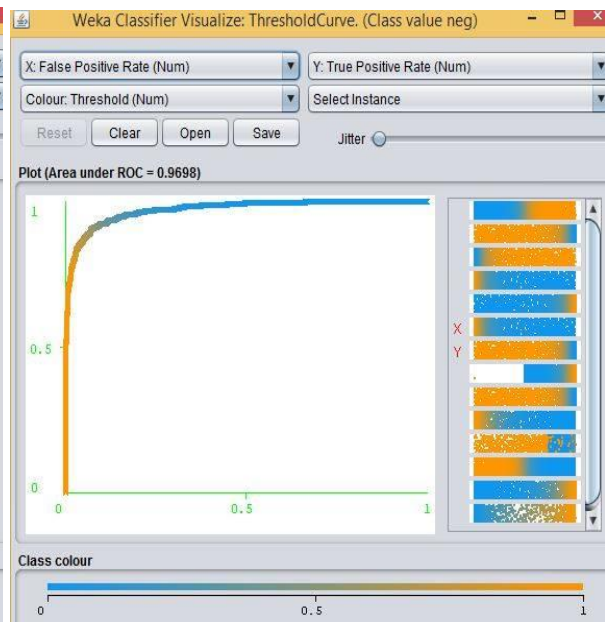 Weka Classifier Visualize: ThresholdCurve. (Class value neg)
X: False Positive Rate (Num) Y: True Positive Rate (Num)
Colour: Threshold (Num) Select Instance
Reset Clear Open Save Jitter
Plot (Area under ROC = 0.9698)
1
X
0.5 Y
0
0 0.5 1
Class colour
0 0.5 1